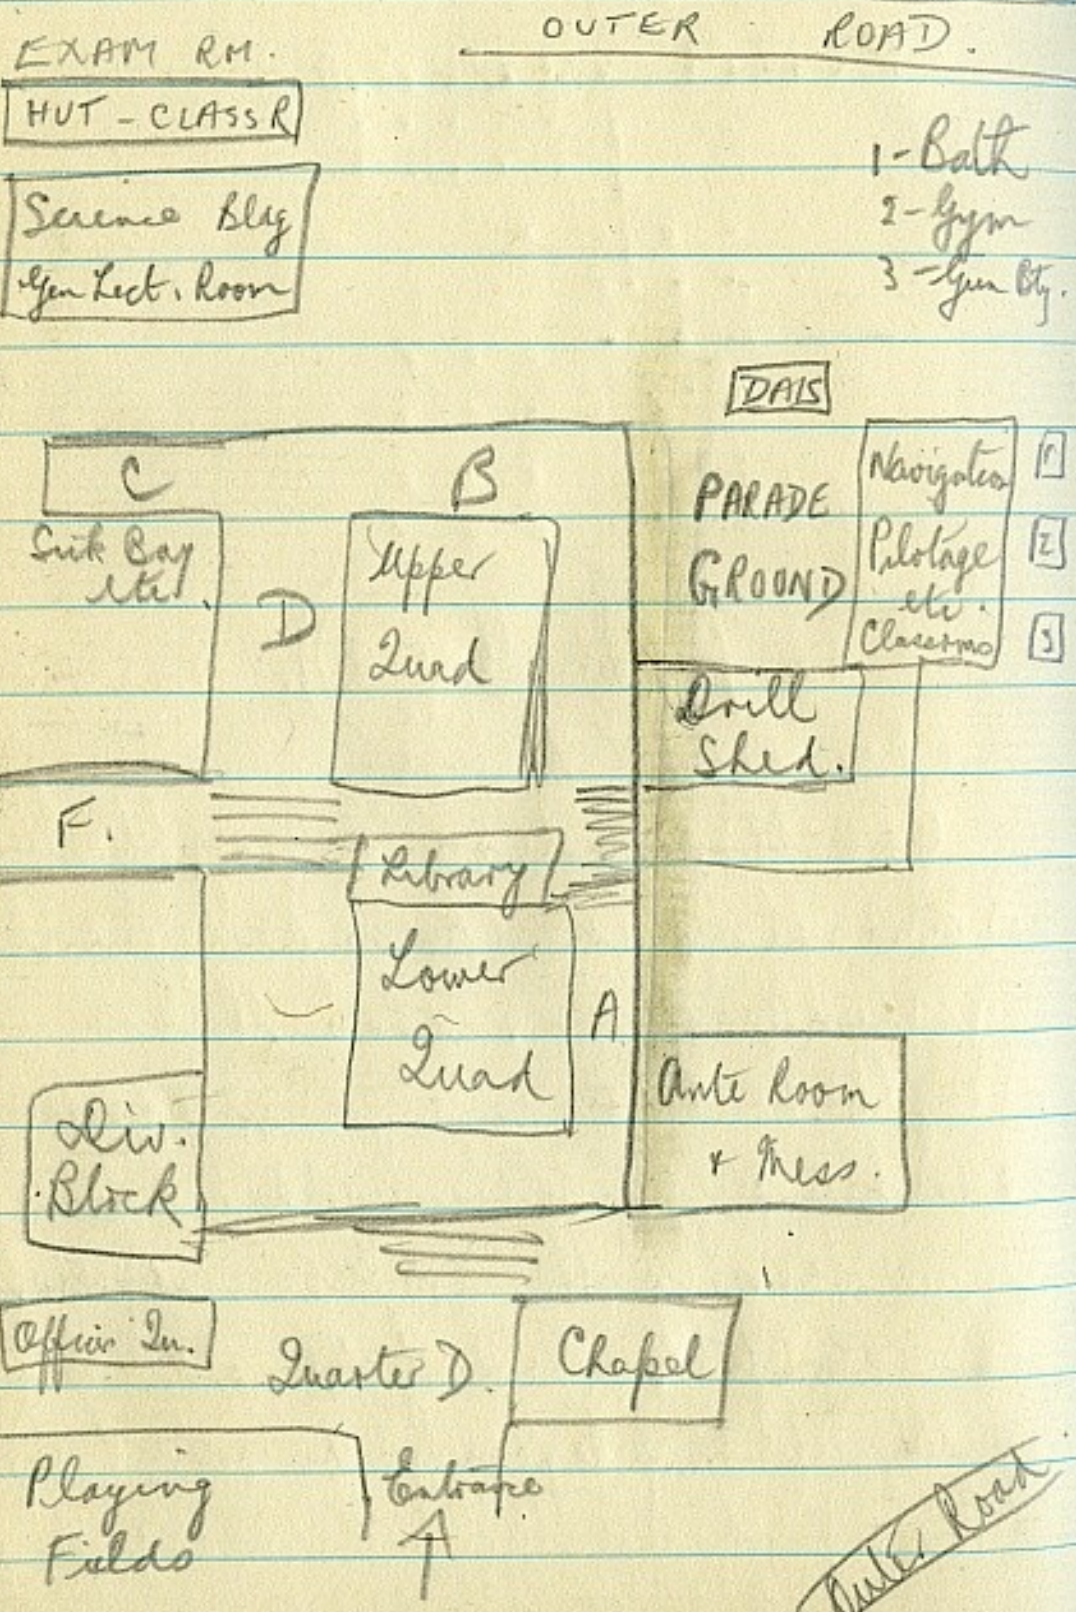 OUTER ROAD.
EXAM RM.
HUT - CLASS R
Science Bldg
Gen Lect. Room
1 - Bath
2 - Gym
3 - Gun Bty.
DAIS
C
B
Sick Bay
etc
D
Upper
Quad
PARADE
GROUND
Navigation
Pilotage
etc.
Classrms
1
2
3
Drill
Shed.
F.
Library
Lower
Quad
A
Ante Room
+ Mess.
Div.
Block
Officer Qu.
Quarter D.
Chapel
Playing
Fields
Entrance
Outer Road